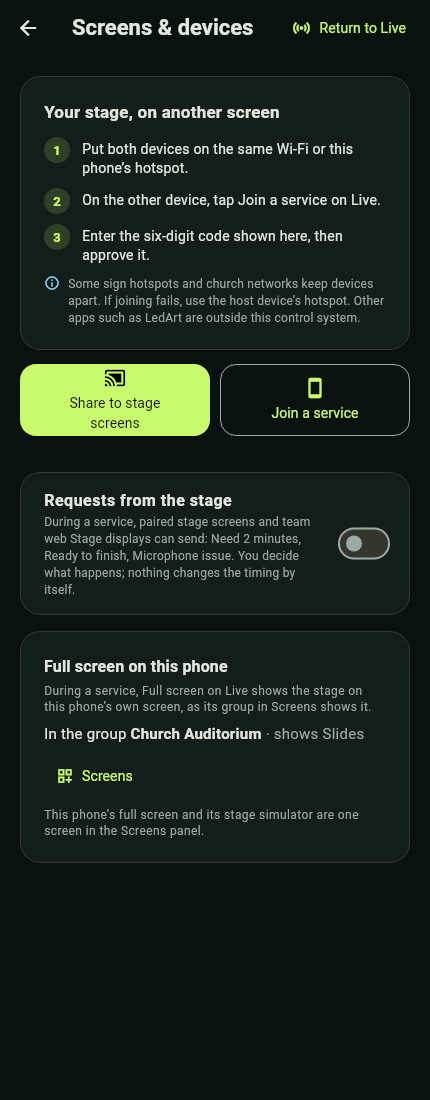 Screens & devices
Return to Live
Your stage, on another screen
1
Put both devices on the same Wi-Fi or this
phone’s hotspot.
2
On the other device, tap Join a service on Live.
3
Enter the six-digit code shown here, then
approve it.
Some sign hotspots and church networks keep devices
apart. If joining fails, use the host device’s hotspot. Other
apps such as LedArt are outside this control system.
Share to stage
screens
Join a service
Requests from the stage
During a service, paired stage screens and team
web Stage displays can send: Need 2 minutes,
Ready to finish, Microphone issue. You decide
what happens; nothing changes the timing by
itself.
Full screen on this phone
During a service, Full screen on Live shows the stage on
this phone’s own screen, as its group in Screens shows it.
In the group Church Auditorium · shows Slides
Screens
This phone’s full screen and its stage simulator are one
screen in the Screens panel.